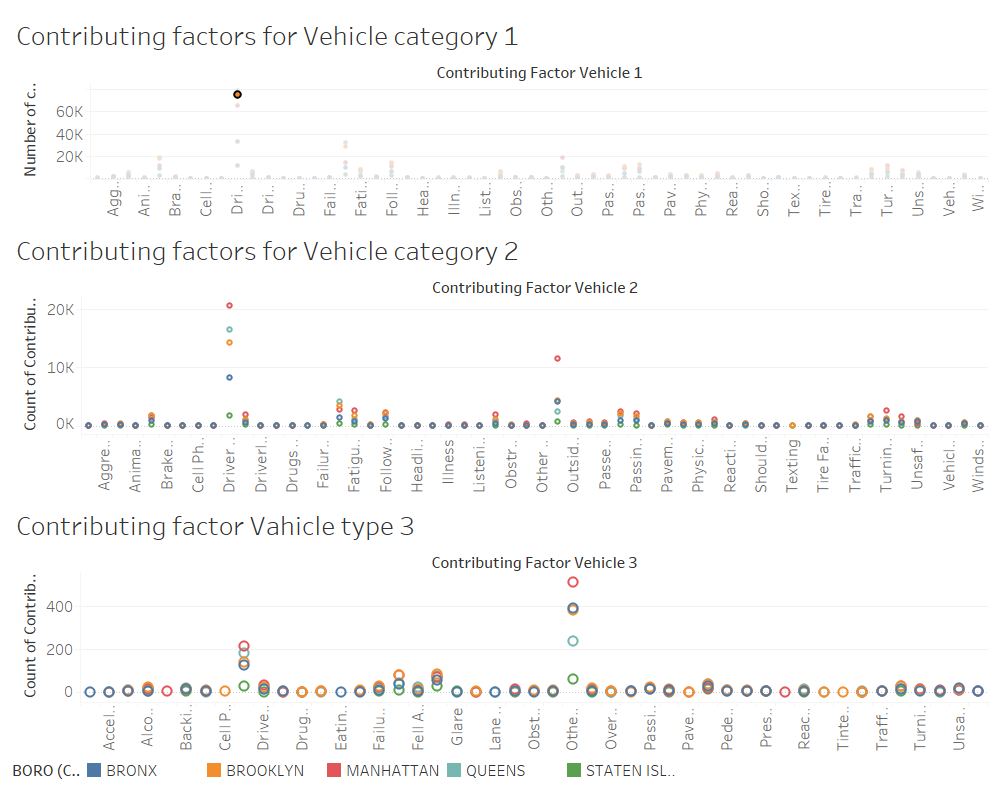 Contributing factors for Vehicle category 1
Contributing Factor Vehicle 1
Number of c..
60K
40K
20K
Agg.. Ani.. Bra.. Cell.. Dri.. Dri.. Dru.. Fail.. Fati.. Foll.. Hea.. Illn.. List.. Obs.. Oth.. Out.. Pas.. Pas.. Pav.. Phy.. Rea.. Sho.. Tex.. Tire.. Tra.. Tur.. Uns.. Veh.. Wi..
Contributing factors for Vehicle category 2
Contributing Factor Vehicle 2
Count of Contribu..
20K
10K
0K
Aggre.. Anima.. Brake.. Cell Ph.. Driver .. Driverl.. Drugs .. Failur.. Fatigu.. Follow.. Headli.. Illness Listeni.. Obstr.. Other .. Outsid.. Passe.. Passin.. Pavem.. Physic.. Reacti.. Should.. Texting Tire Fa.. Traffic.. Turnin.. Unsaf.. Vehicl.. Winds..
Contributing factor Vahicle type 3
Contributing Factor Vehicle 3
Count of Contrib..
400
200
0
Accel.. Alco.. Backi.. Cell P.. Drive.. Drug.. Eatin.. Failu.. Fell A.. Glare Lane .. Obst.. Othe.. Over.. Passi.. Pave.. Pede.. Pres.. Reac.. Tinte.. Traff.. Turni.. Unsa..
BORO (C.. BRONX BROOKLYN MANHATTAN QUEENS STATEN ISL..